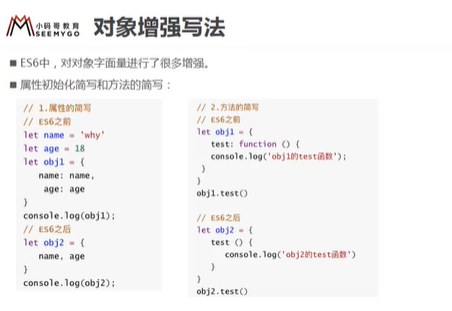 小码哥教育
SEEMYGO
对象增强写法
ES6中，对对象字面量进行了很多增强。
属性初始化简写和方法的简写：
// 1.属性的简写
// ES6之前
let name = 'why'
let age = 18
let obj1 = {
name: name,
age: age
}
console.log(obj1);
// ES6之后
let obj2 = {
name, age
}
console.log(obj2);
// 2.方法的简写
// ES6之前
let obj1 = {
test: function () {
console.log('obj1的test函数');
}
}
obj1.test()
// ES6之后
let obj2 = {
test () {
console.log('obj2的test函数')
}
}
obj2.test()